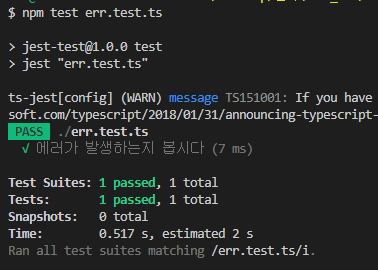 $ npm test err.test.ts
> jest-test@1.0.0 test
> jest "err.test.ts"
ts-jest[config] (WARN) message TS151001: If you have
soft.com/typescript/2018/01/31/announcing-typescript-
PASS ./err.test.ts
√ 에러가 발생하는지 봅시다 (7 ms)
Test Suites: 1 passed, 1 total
Tests: 1 passed, 1 total
Snapshots: 0 total
Time: 0.517 s, estimated 2 s
Ran all test suites matching /err.test.ts/i.